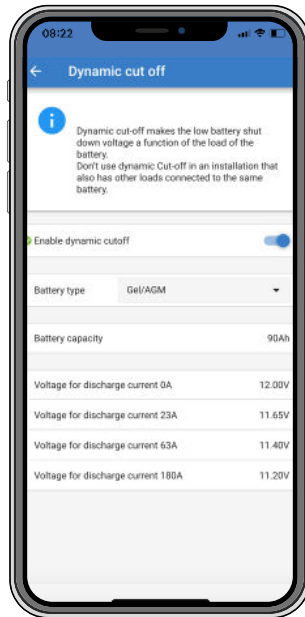 08:22
Dynamic cut off
Dynamic cut-off makes the low battery shut
down voltage a function of the load of the
battery.
Don't use dynamic Cut-off in an installation that
also has other loads connected to the same
battery.
Enable dynamic cutoff
Battery type Gel/AGM
Battery capacity 90Ah
Voltage for discharge current 0A 12.00V
Voltage for discharge current 23A 11.65V
Voltage for discharge current 63A 11.40V
Voltage for discharge current 180A 11.20V